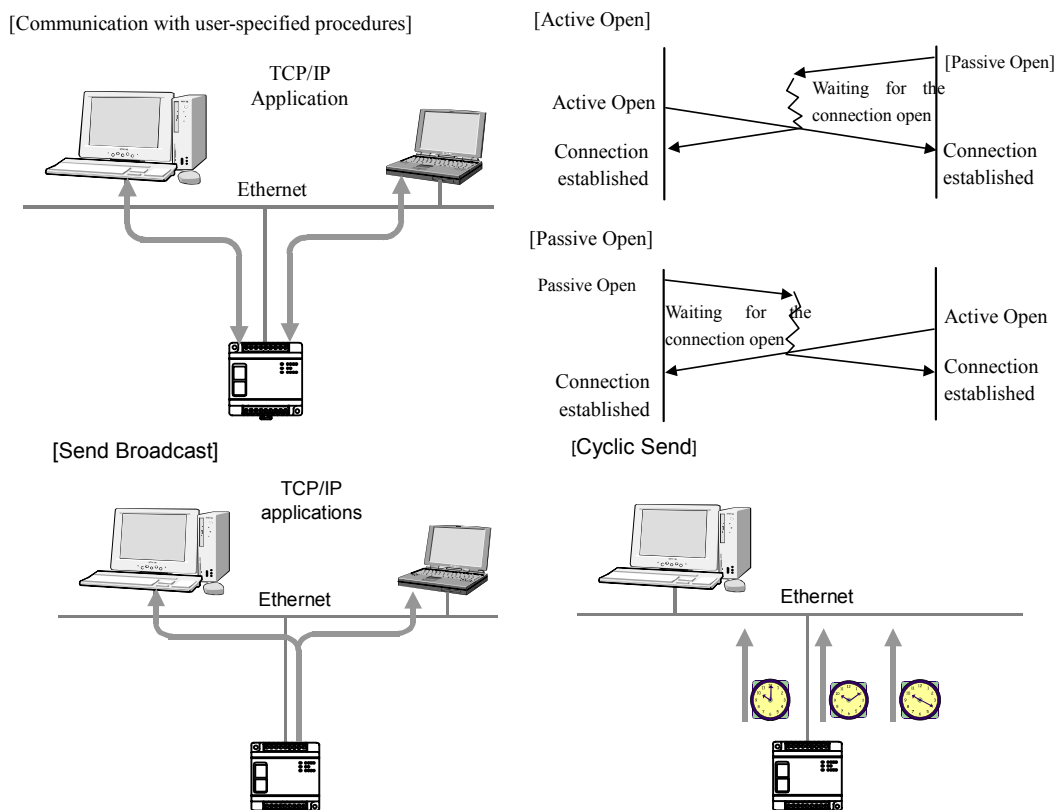 [Communication with user-specified procedures]
TCP/IP
Application
Ethernet
[Active Open]
[Passive Open]
Waiting for the
connection open
Active Open
Connection
established
Connection
established
[Passive Open]
Passive Open
Waiting for the
connection open
Active Open
Connection
established
Connection
established
[Send Broadcast]
TCP/IP
applications
Ethernet
[Cyclic Send]
Ethernet